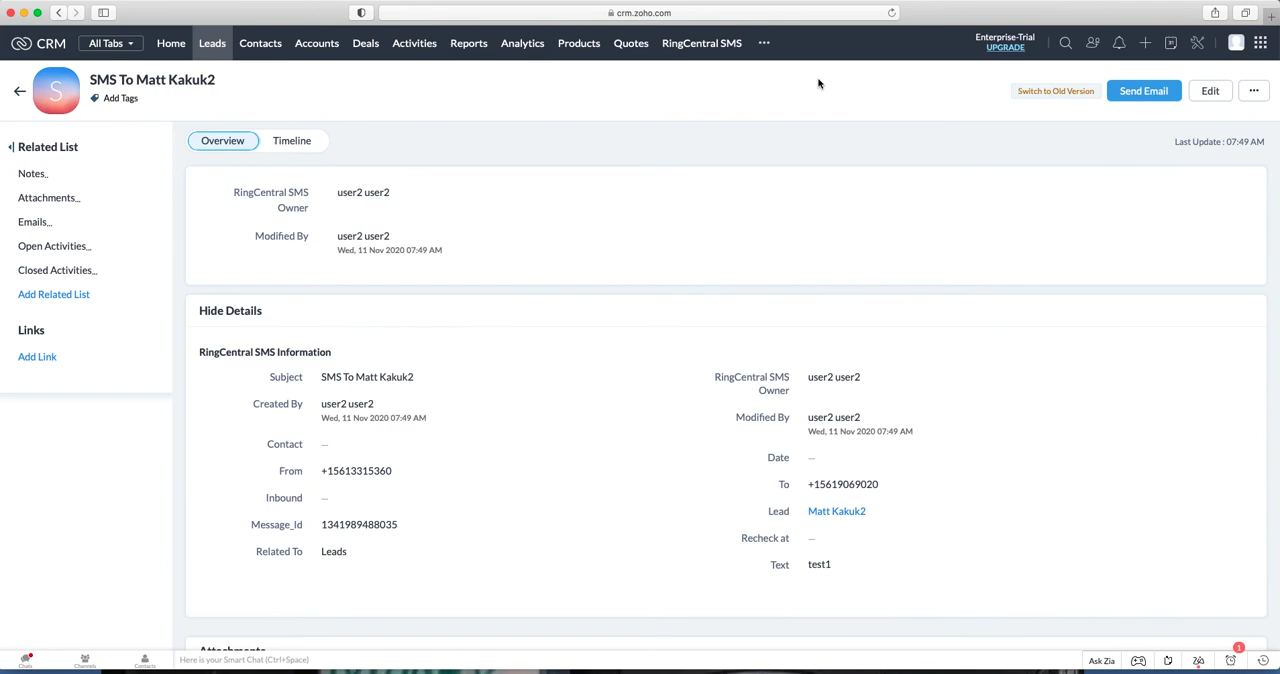 crm.zoho.com
CRM
All Tabs
Home
Leads
Contacts
Accounts
Deals
Activities
Reports
Analytics
Products
Quotes
RingCentral SMS
Enterprise-Trial
UPGRADE
S
SMS To Matt Kakuk2
Add Tags
Switch to Old Version
Send Email
Edit
Related List
Notes..
Attachments...
Emails...
Open Activities...
Closed Activities...
Add Related List
Links
Add Link
Overview
Timeline
Last Update : 07:49 AM
RingCentral SMS Owner
user2 user2
Modified By
user2 user2
Wed, 11 Nov 2020 07:49 AM
Hide Details
RingCentral SMS Information
Subject
SMS To Matt Kakuk2
RingCentral SMS Owner
user2 user2
Created By
user2 user2
Wed, 11 Nov 2020 07:49 AM
Modified By
user2 user2
Wed, 11 Nov 2020 07:49 AM
Contact
—
Date
—
From
+15613315360
To
+15619069020
Inbound
—
Lead
Matt Kakuk2
Message_Id
1341989488035
Recheck at
—
Related To
Leads
Text
test1
Attachments
Chats
Channels
Contacts
Here is your Smart Chat (Ctrl+Space)
Ask Zia
1